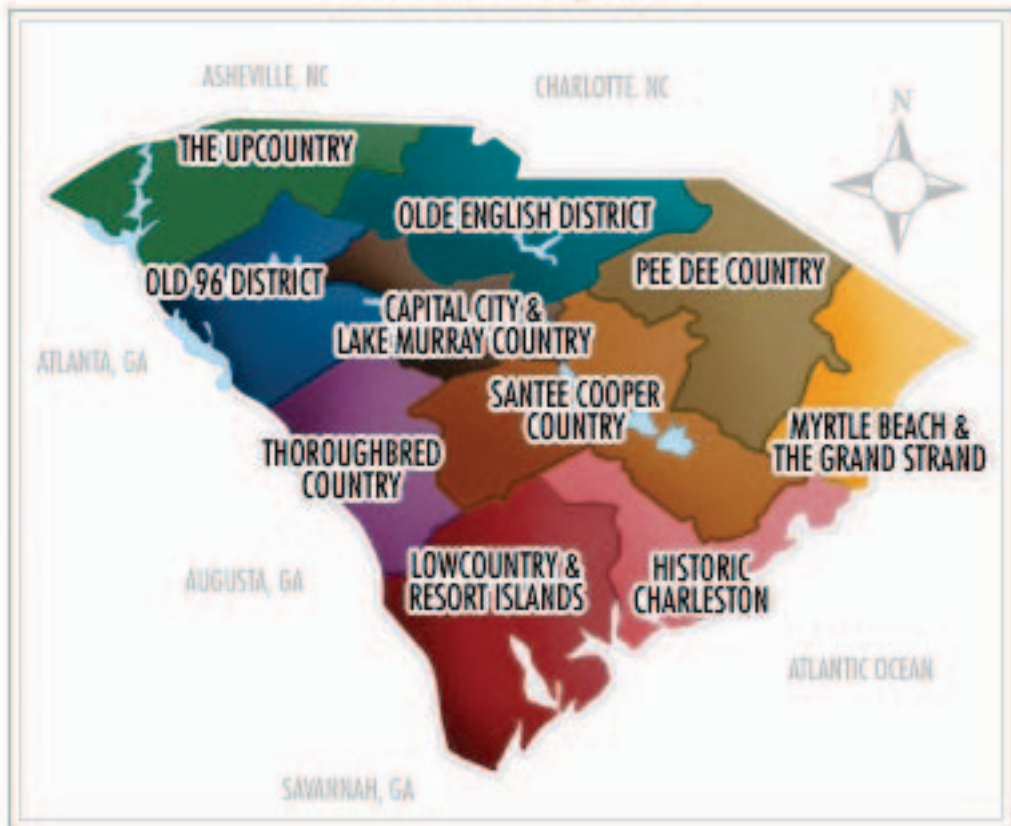 ASHEVILLE, NC
CHARLOTTE, NC
N
THE UPCOUNTRY
OLDE ENGLISH DISTRICT
PEE DEE COUNTRY
OLD 96 DISTRICT
CAPITAL CITY &
LAKE MURRAY COUNTRY
ATLANTA, GA
SANTEE COOPER
COUNTRY
MYRTLE BEACH &
THE GRAND STRAND
THOROUGHBRED
COUNTRY
AUGUSTA, GA
LOWCOUNTRY &
RESORT ISLANDS
HISTORIC
CHARLESTON
ATLANTIC OCEAN
SAVANNAH, GA